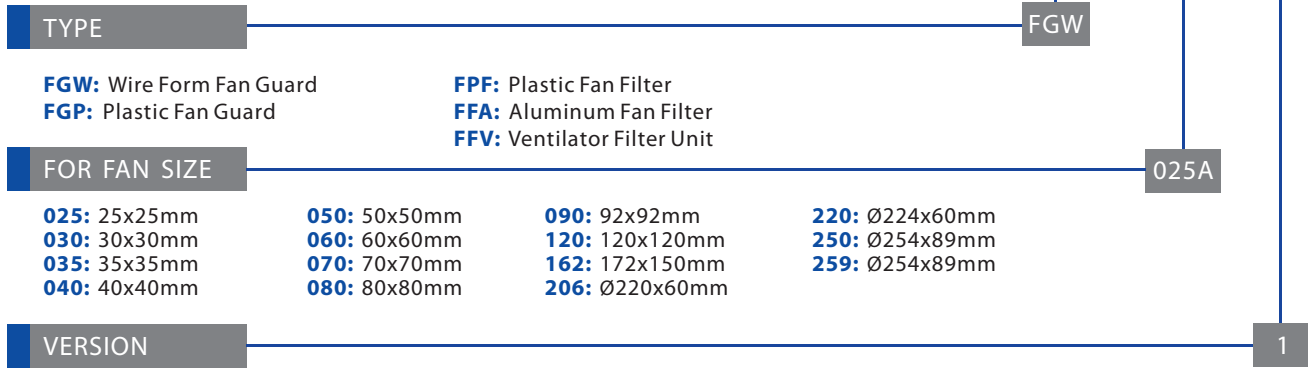 TYPE FGW
FGW: Wire Form Fan Guard FPF: Plastic Fan Filter
FGP: Plastic Fan Guard FFA: Aluminum Fan Filter
FFV: Ventilator Filter Unit
FOR FAN SIZE 025A
025: 25x25mm 050: 50x50mm 090: 92x92mm 220: Ø224x60mm
030: 30x30mm 060: 60x60mm 120: 120x120mm 250: Ø254x89mm
035: 35x35mm 070: 70x70mm 162: 172x150mm 259: Ø254x89mm
040: 40x40mm 080: 80x80mm 206: Ø220x60mm
VERSION 1